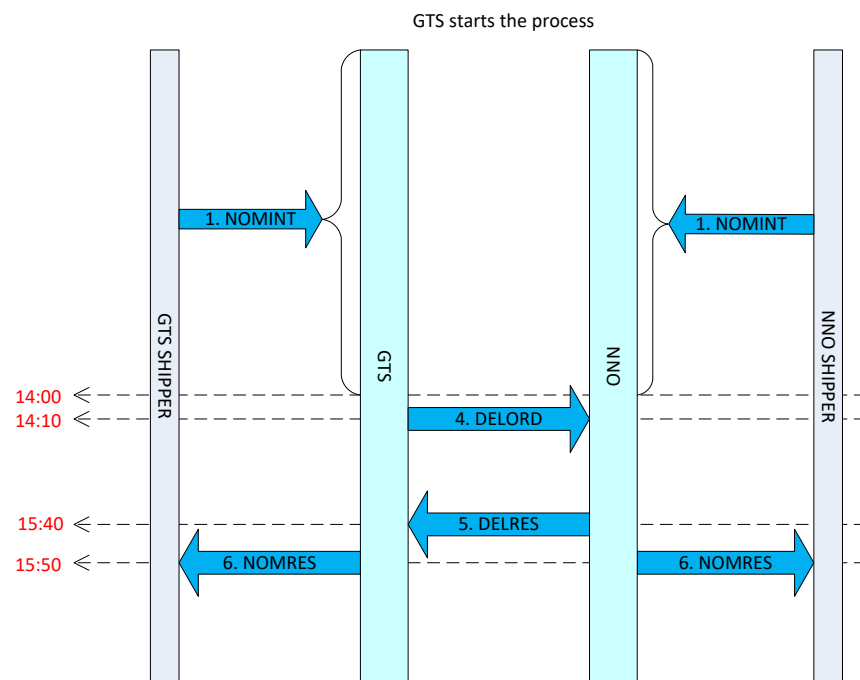 GTS starts the process
1. NOMINT
1. NOMINT
GTS SHIPPER
GTS
NNO
NNO SHIPPER
14:00
14:10
4. DELORD
15:40
5. DELRES
15:50
6. NOMRES
6. NOMRES